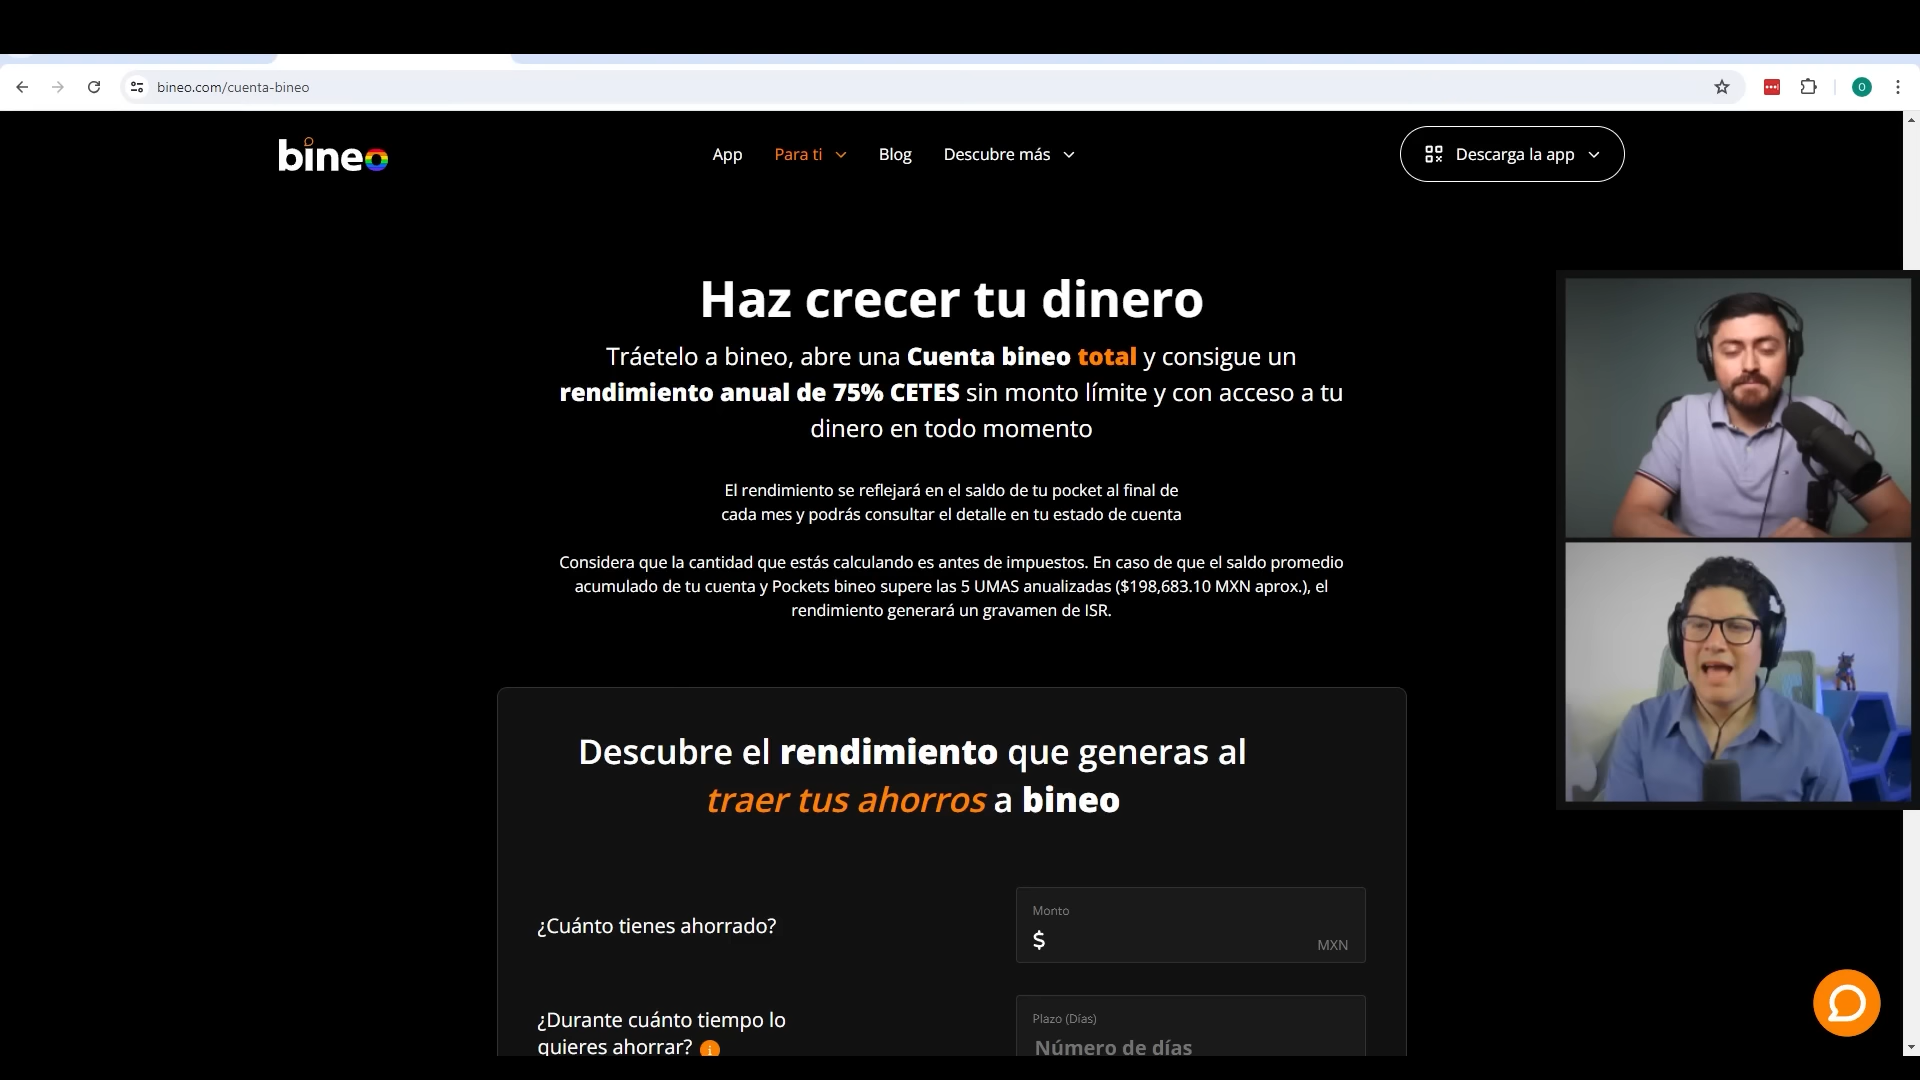 bineo.com/cuenta-bineo
O
bineo
App
Para ti
Blog
Descubre más
Descarga la app
Haz crecer tu dinero
Tráetelo a bineo, abre una Cuenta bineo total y consigue un
rendimiento anual de 75% CETES sin monto límite y con acceso a tu
dinero en todo momento
El rendimiento se reflejará en el saldo de tu pocket al final de
cada mes y podrás consultar el detalle en tu estado de cuenta
Considera que la cantidad que estás calculando es antes de impuestos. En caso de que el saldo promedio
acumulado de tu cuenta y Pockets bineo supere las 5 UMAS anualizadas ($198,683.10 MXN aprox.), el
rendimiento generará un gravamen de ISR.
Descubre el rendimiento que generas al
traer tus ahorros a bineo
¿Cuánto tienes ahorrado?
Monto
$
MXN
¿Durante cuánto tiempo lo
quieres ahorrar?
Plazo (Días)
Número de días